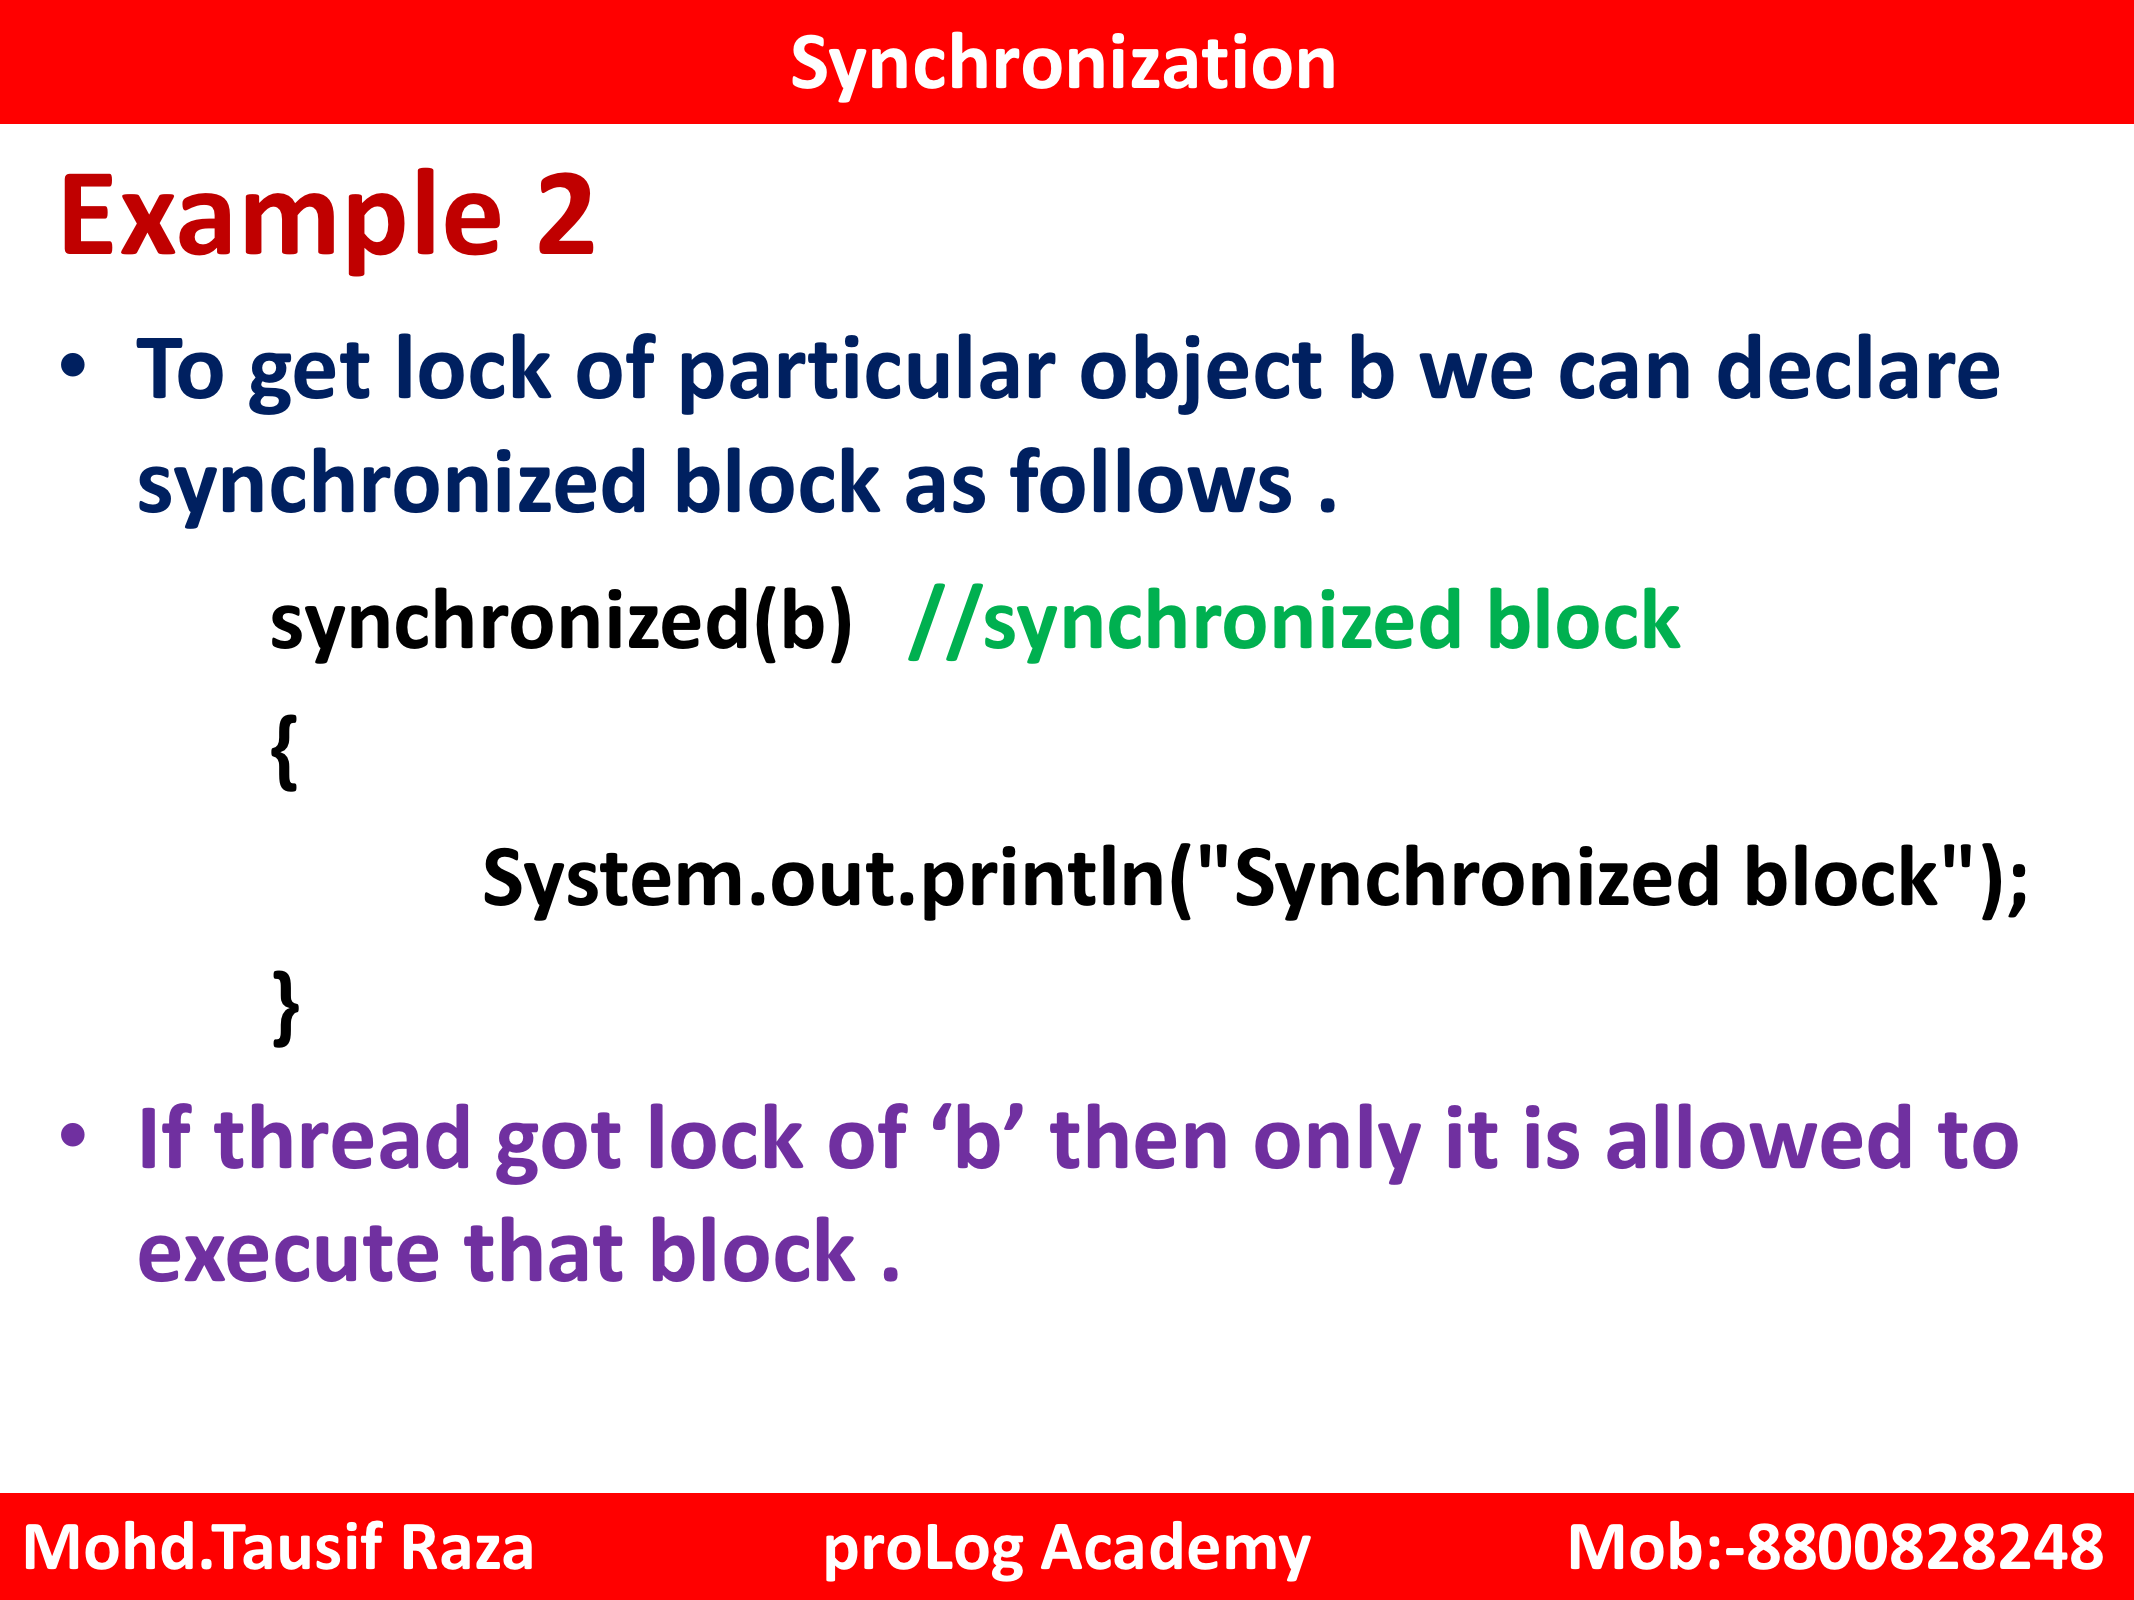 Synchronization
Example 2
• To get lock of particular object b we can declare
synchronized block as follows .
synchronized(b) //synchronized block
{
System.out.println("Synchronized block");
}
• If thread got lock of ‘b’ then only it is allowed to
execute that block .
Mohd.Tausif Raza proLog Academy Mob:-8800828248